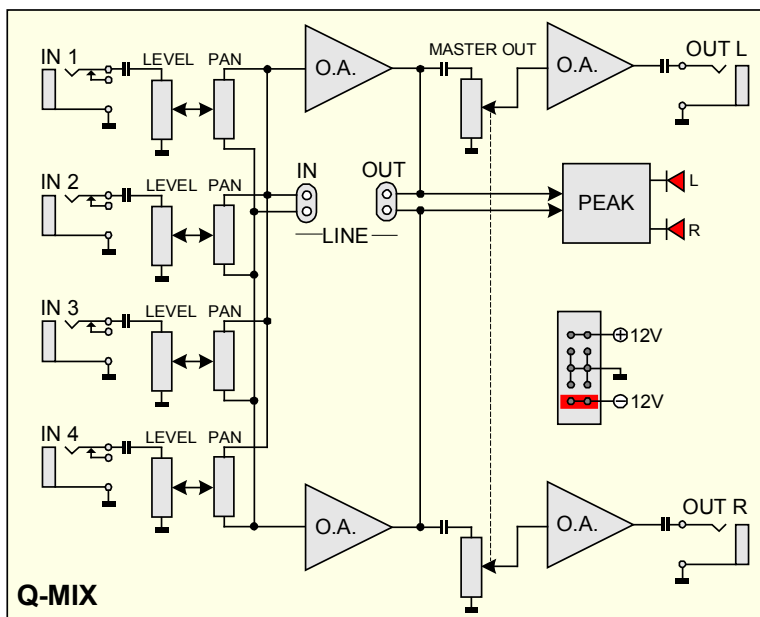 IN 1
LEVEL
PAN
O.A.
MASTER OUT
O.A.
OUT L
IN 2
LEVEL
PAN
IN
OUT
LINE
PEAK
L
R
IN 3
LEVEL
PAN
+12V
−12V
IN 4
LEVEL
PAN
O.A.
O.A.
OUT R
Q-MIX